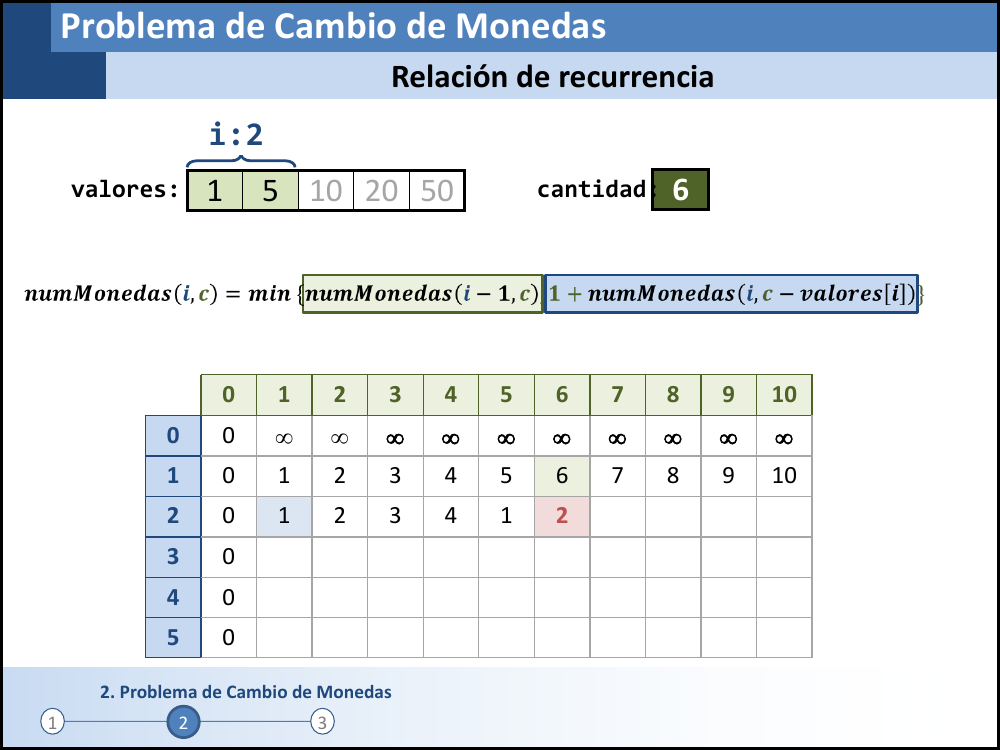 Problema de Cambio de Monedas
Relación de recurrencia
i:2
valores: 1 5 10 20 50 cantidad: 6
numMonedas(i,c) = min {numMonedas(i − 1,c), 1 + numMonedas(i,c − valores[i])}
0 1 2 3 4 5 6 7 8 9 10
0 0 ∞ ∞ ∞ ∞ ∞ ∞ ∞ ∞ ∞ ∞
1 0 1 2 3 4 5 6 7 8 9 10
2 0 1 2 3 4 1 2
3 0
4 0
5 0
2. Problema de Cambio de Monedas
1 2 3